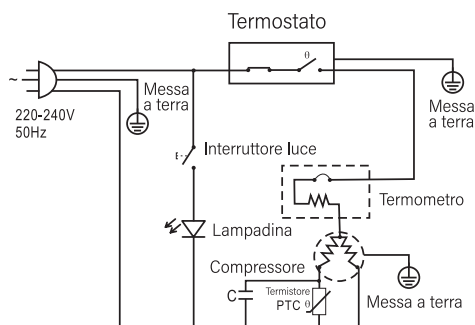 Termostato
θ
~
220-240V
50Hz
Messa
a terra
Messa
a terra
Interruttore luce
E
Termometro
Lampadina
Compressore
C
Termistore
PTC θ
Messa a terra